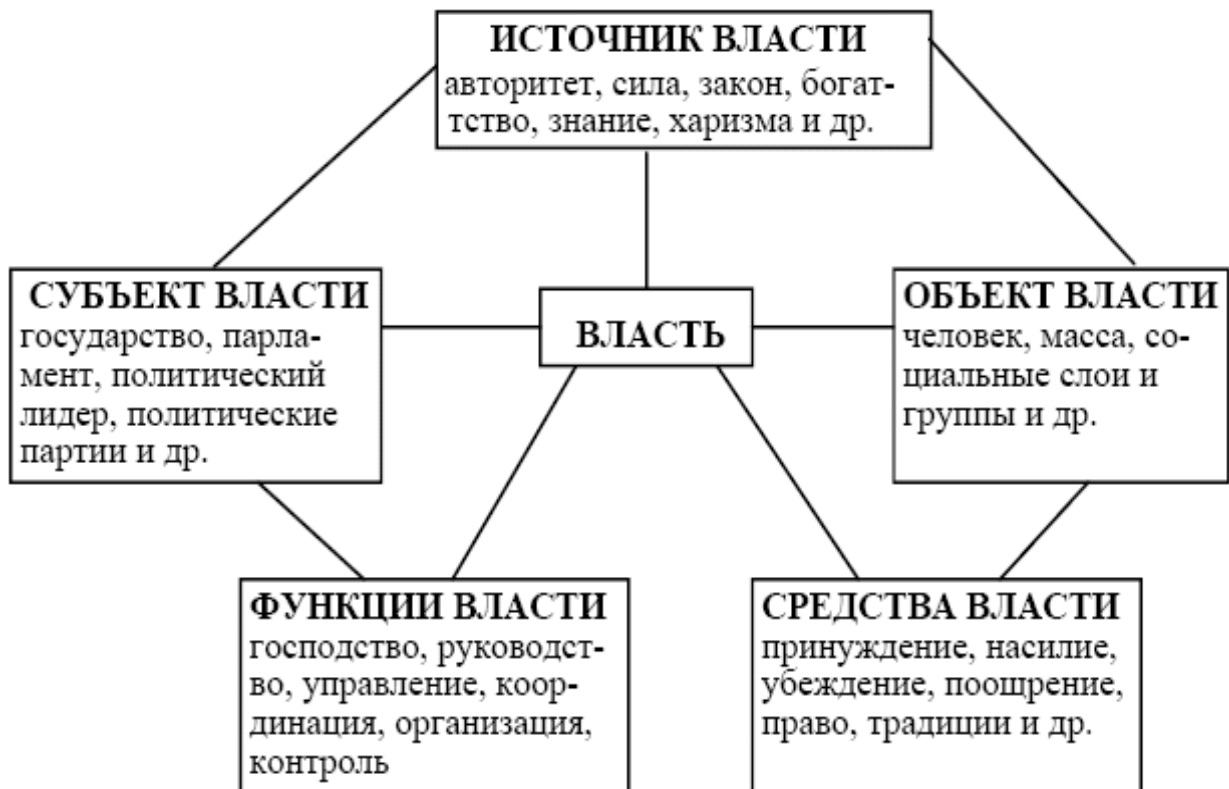 ИСТОЧНИК ВЛАСТИ
авторитет, сила, закон, богат-
тство, знание, харизма и др.
СУБЪЕКТ ВЛАСТИ
государство, парла-
мент, политический
лидер, политические
партии и др.
ВЛАСТЬ
ОБЪЕКТ ВЛАСТИ
человек, масса, со-
циальные слои и
группы и др.
ФУНКЦИИ ВЛАСТИ
господство, руководст-
во, управление, коор-
динация, организация,
контроль
СРЕДСТВА ВЛАСТИ
принуждение, насилие,
убеждение, поощрение,
право, традиции и др.